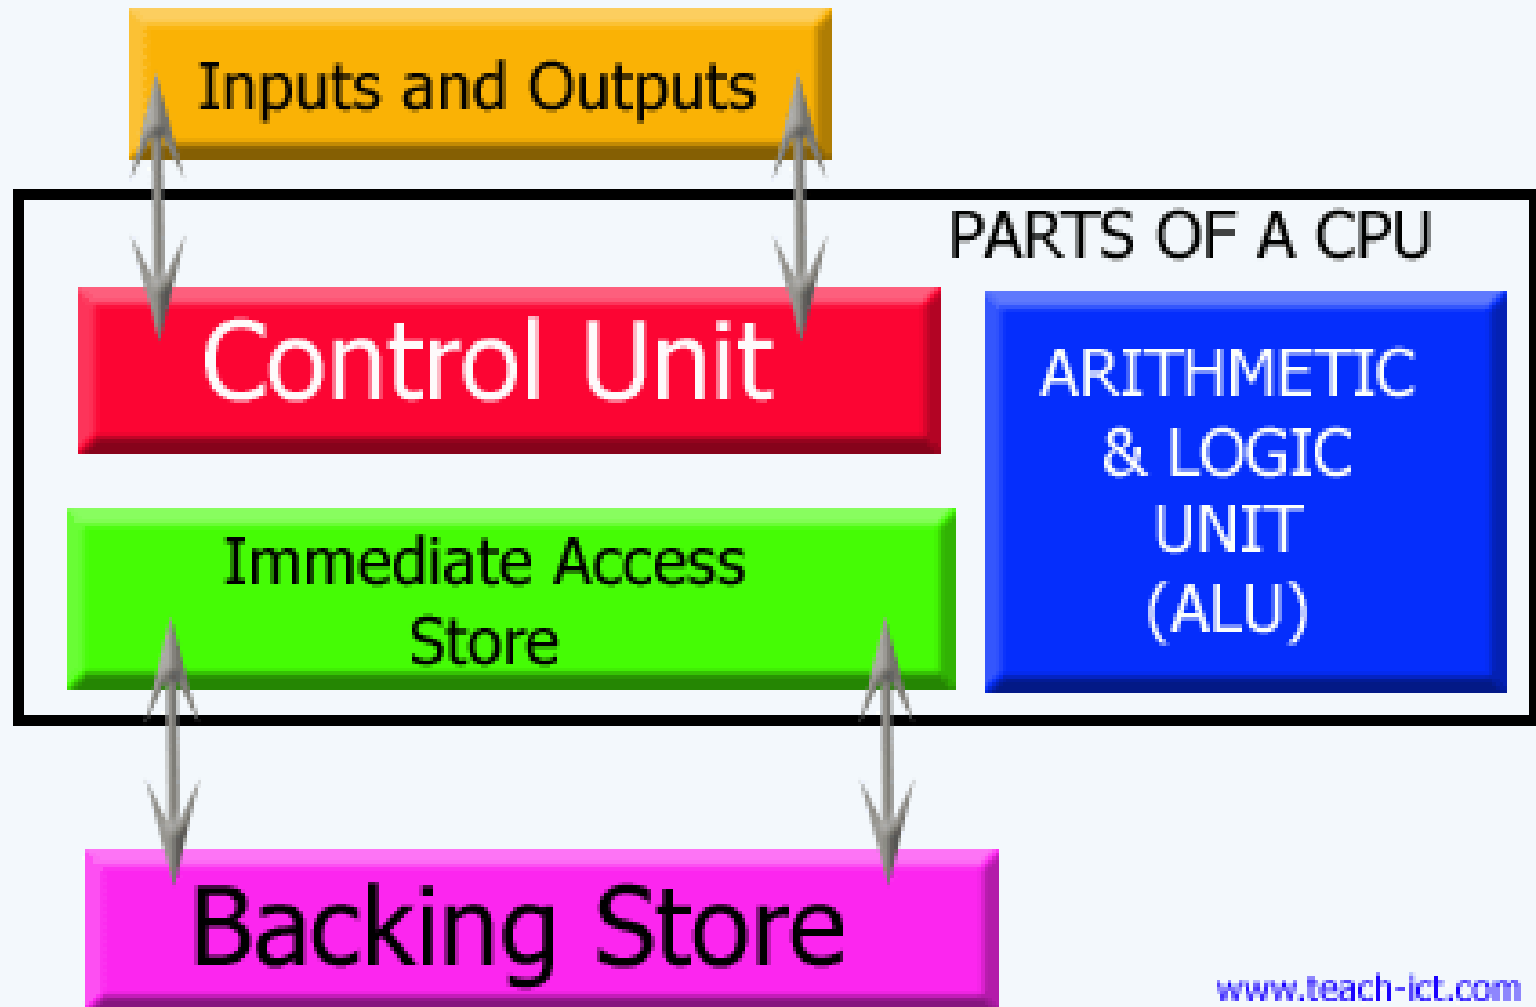 Inputs and Outputs
PARTS OF A CPU
Control Unit
ARITHMETIC
& LOGIC
UNIT
(ALU)
Immediate Access
Store
Backing Store
www.teach-ict.com